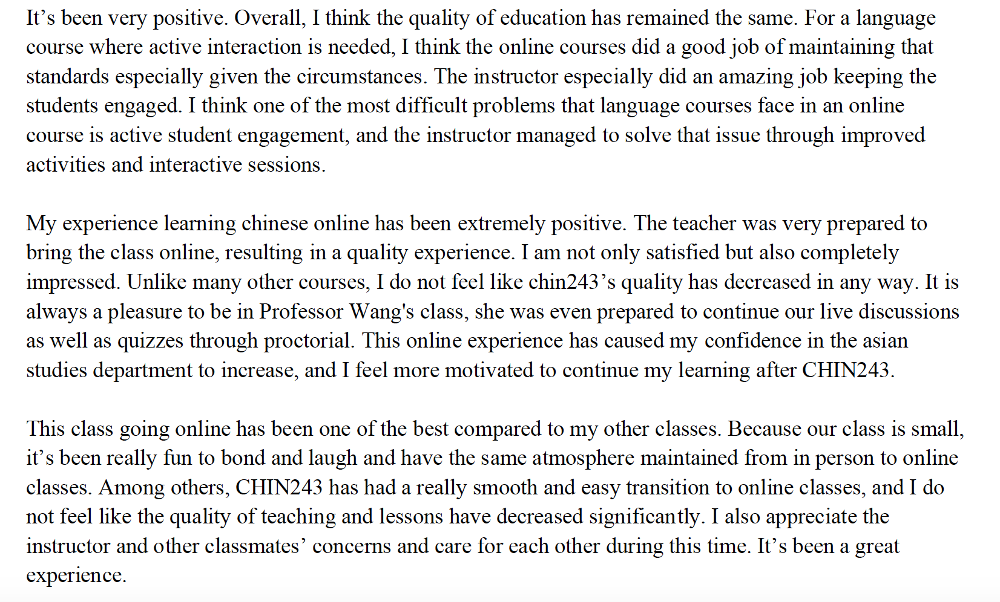 It’s been very positive. Overall, I think the quality of education has remained the same. For a language
course where active interaction is needed, I think the online courses did a good job of maintaining that
standards especially given the circumstances. The instructor especially did an amazing job keeping the
students engaged. I think one of the most difficult problems that language courses face in an online
course is active student engagement, and the instructor managed to solve that issue through improved
activities and interactive sessions.
My experience learning chinese online has been extremely positive. The teacher was very prepared to
bring the class online, resulting in a quality experience. I am not only satisfied but also completely
impressed. Unlike many other courses, I do not feel like chin243’s quality has decreased in any way. It is
always a pleasure to be in Professor Wang's class, she was even prepared to continue our live discussions
as well as quizzes through proctorial. This online experience has caused my confidence in the asian
studies department to increase, and I feel more motivated to continue my learning after CHIN243.
This class going online has been one of the best compared to my other classes. Because our class is small,
it’s been really fun to bond and laugh and have the same atmosphere maintained from in person to online
classes. Among others, CHIN243 has had a really smooth and easy transition to online classes, and I do
not feel like the quality of teaching and lessons have decreased significantly. I also appreciate the
instructor and other classmates’ concerns and care for each other during this time. It’s been a great
experience.